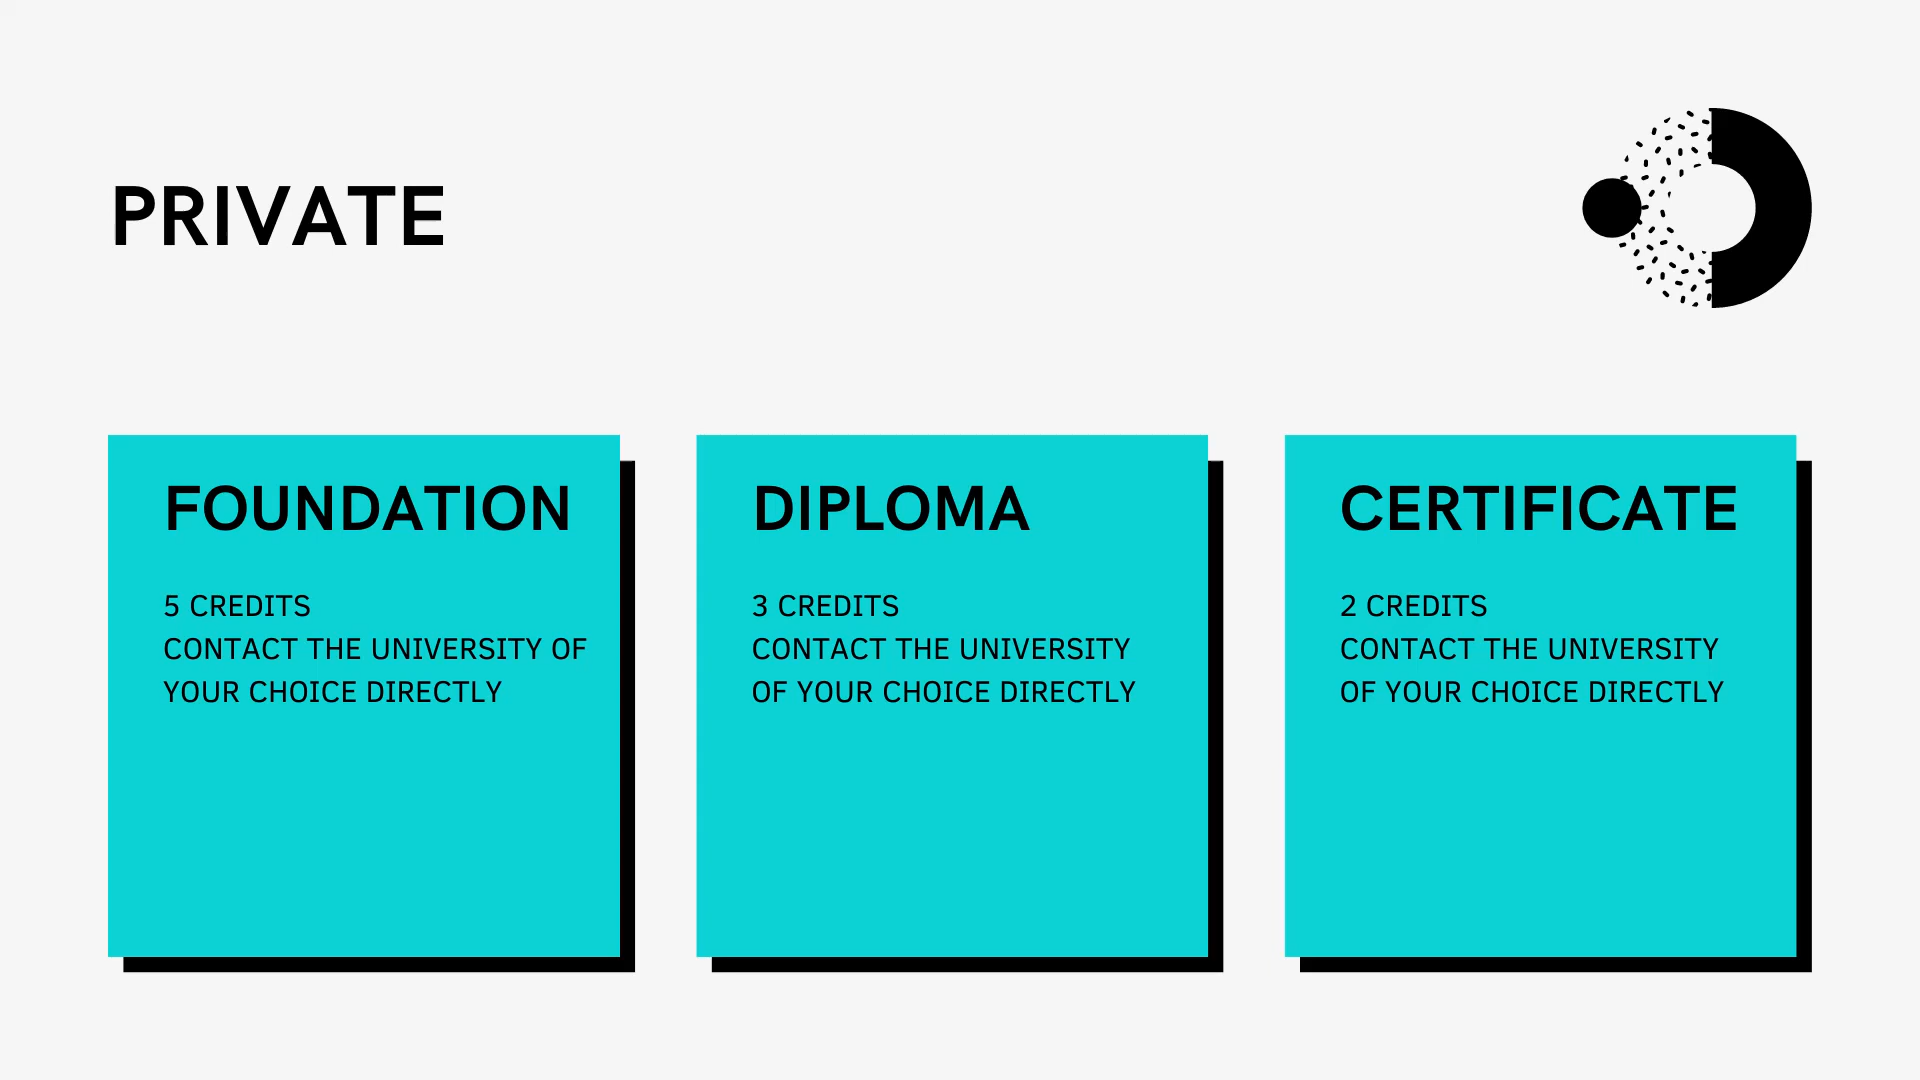 PRIVATE
FOUNDATION
5 CREDITS
CONTACT THE UNIVERSITY OF
YOUR CHOICE DIRECTLY
DIPLOMA
3 CREDITS
CONTACT THE UNIVERSITY
OF YOUR CHOICE DIRECTLY
CERTIFICATE
2 CREDITS
CONTACT THE UNIVERSITY
OF YOUR CHOICE DIRECTLY